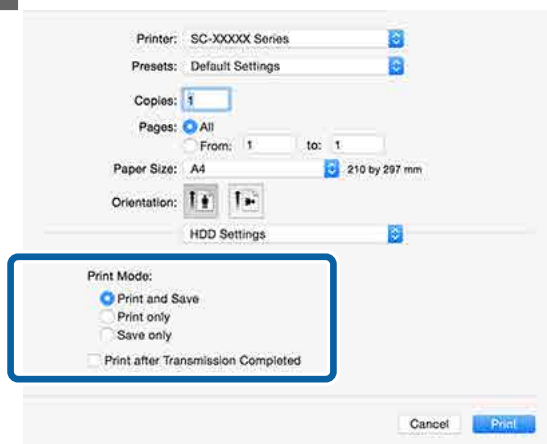 Printer: SC-XXXXX Series
Presets: Default Settings
Copies: 1
Pages: All
From: 1 to: 1
Paper Size: A4 210 by 297 mm
Orientation:
HDD Settings
Print Mode:
Print and Save
Print only
Save only
Print after Transmission Completed
Cancel Print